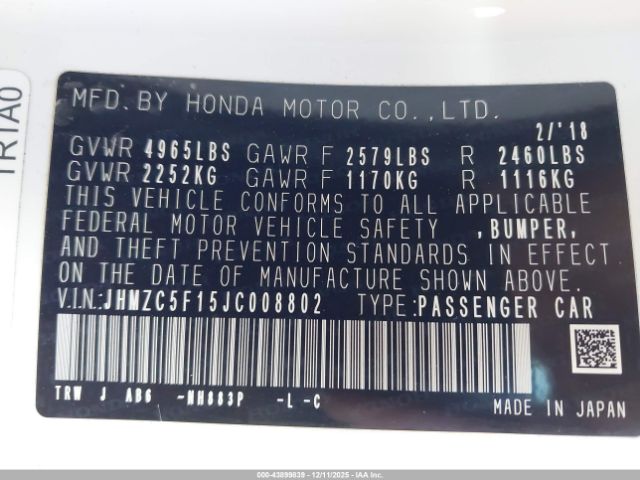 TR1A0
MFD. BY HONDA MOTOR CO., LTD.
2/'18
GVWR 4965LBS GAWR F 2579LBS R 2460LBS
GVWR 2252KG GAWR F 1170KG R 1116KG
THIS VEHICLE CONFORMS TO ALL APPLICABLE
FEDERAL MOTOR VEHICLE SAFETY ,BUMPER,
AND THEFT PREVENTION STANDARDS IN EFFECT
ON THE DATE OF MANUFACTURE SHOWN ABOVE.
V.I.N: JHMZC5F15JC008802 TYPE: PASSENGER CAR
TRW J AB6 -NH883P -L -C
MADE IN JAPAN
000-43899839 - 12/11/2025 - IAAI Copyright, Inc.